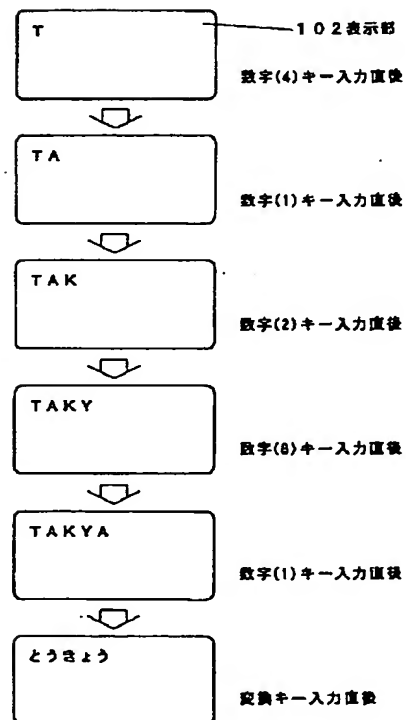 T
102表示部
数字(4)キー入力直後
TA
数字(1)キー入力直後
TAK
数字(2)キー入力直後
TAKY
数字(8)キー入力直後
TAKYA
数字(1)キー入力直後
とうきょう
変換キー入力直後